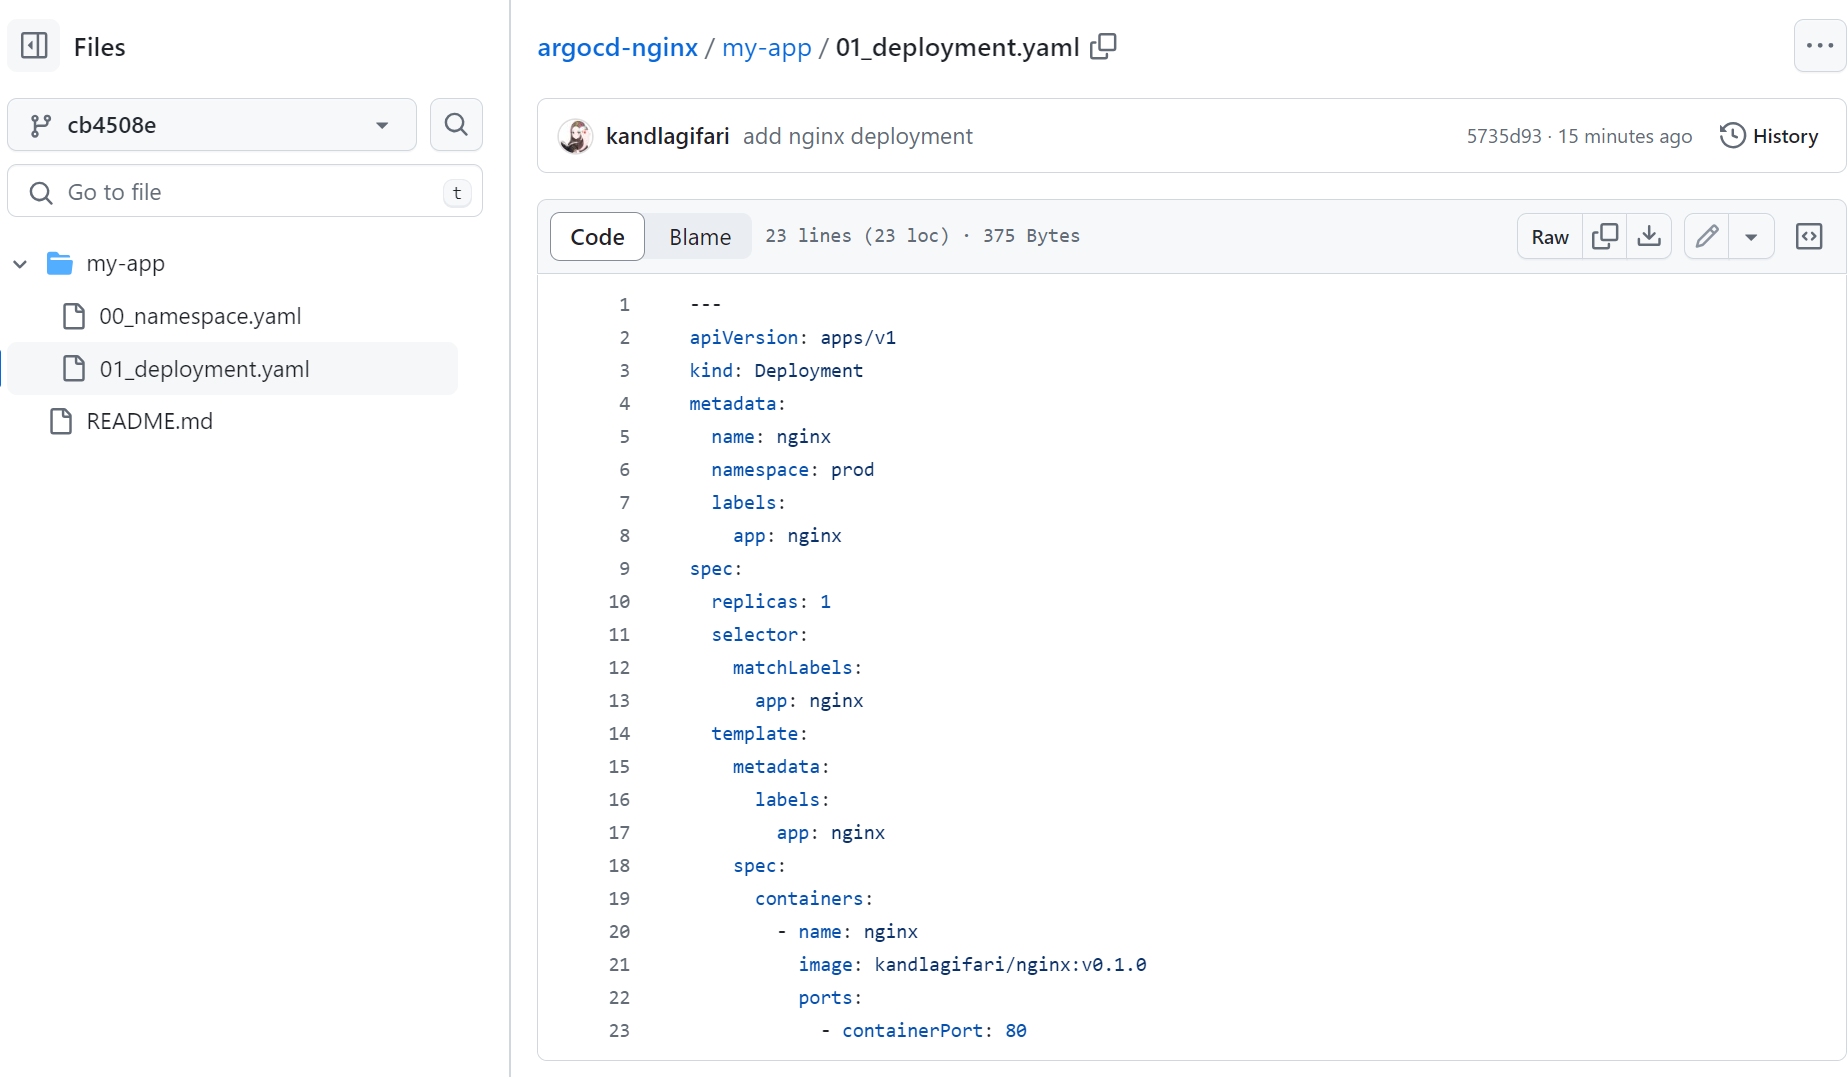 Files
cb4508e
Go to file
t
my-app
00_namespace.yaml
01_deployment.yaml
README.md
argocd-nginx / my-app / 01_deployment.yaml
kandlagifari add nginx deployment 5735d93 · 15 minutes ago History
Code Blame 23 lines (23 loc) · 375 Bytes Raw
1 ---
2 apiVersion: apps/v1
3 kind: Deployment
4 metadata:
5   name: nginx
6   namespace: prod
7   labels:
8     app: nginx
9 spec:
10   replicas: 1
11   selector:
12     matchLabels:
13       app: nginx
14   template:
15     metadata:
16       labels:
17         app: nginx
18     spec:
19       containers:
20         - name: nginx
21           image: kandlagifari/nginx:v0.1.0
22           ports:
23             - containerPort: 80